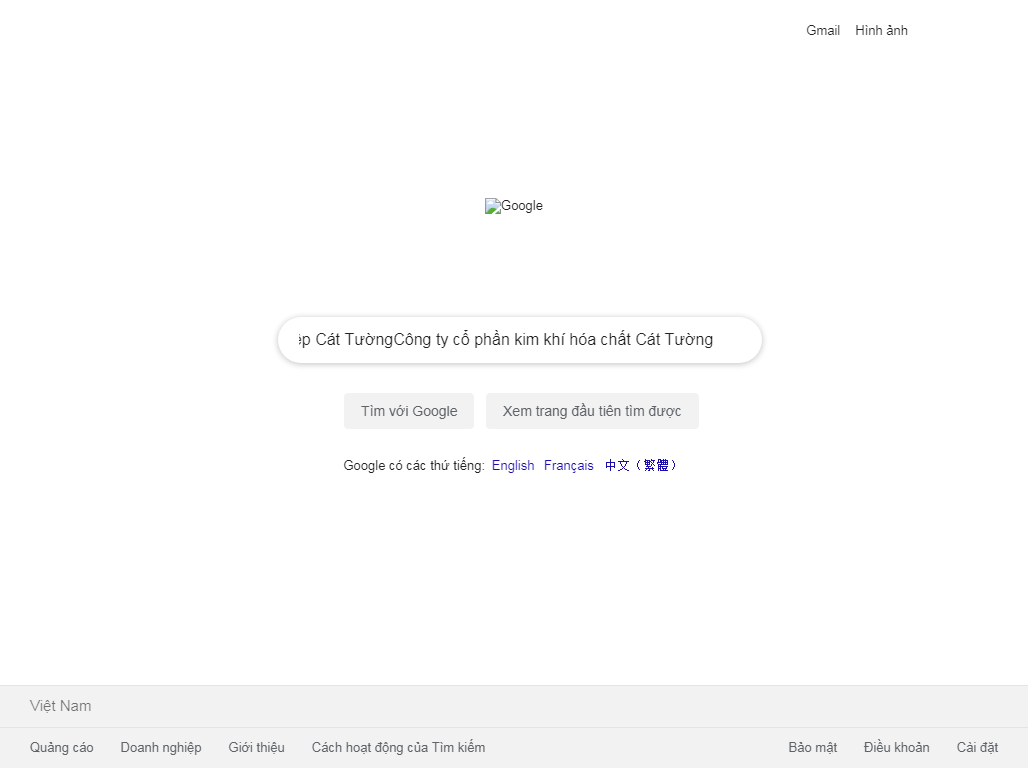 Gmail Hình ảnh
Google
Cát TườngCông ty cổ phần kim khí hóa chất Cát Tường
Tìm với Google Xem trang đầu tiên tìm được
Google có các thứ tiếng: English Français 中文（繁體）
Việt Nam
Quảng cáo Doanh nghiệp Giới thiệu Cách hoạt động của Tìm kiếm Bảo mật Điều khoản Cài đặt